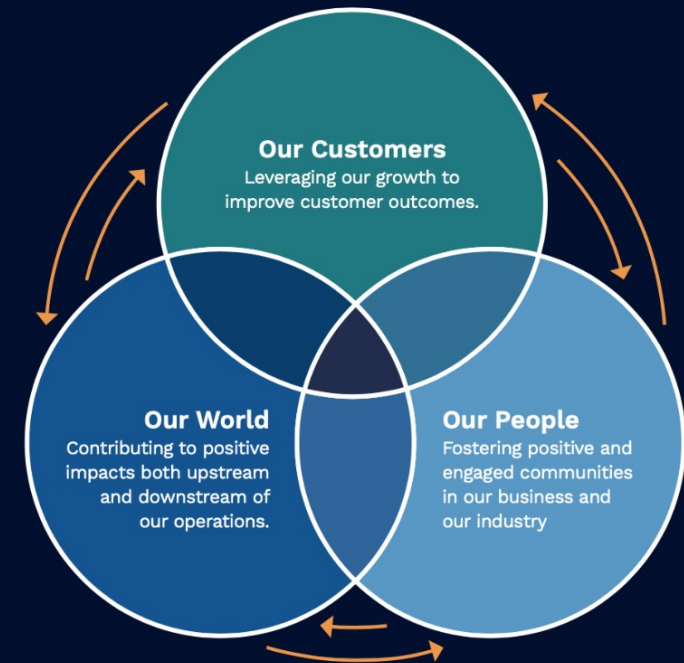 Our Customers
Leveraging our growth to
improve customer outcomes.
Our World
Contributing to positive
impacts both upstream
and downstream of
our operations.
Our People
Fostering positive and
engaged communities
in our business and
our industry